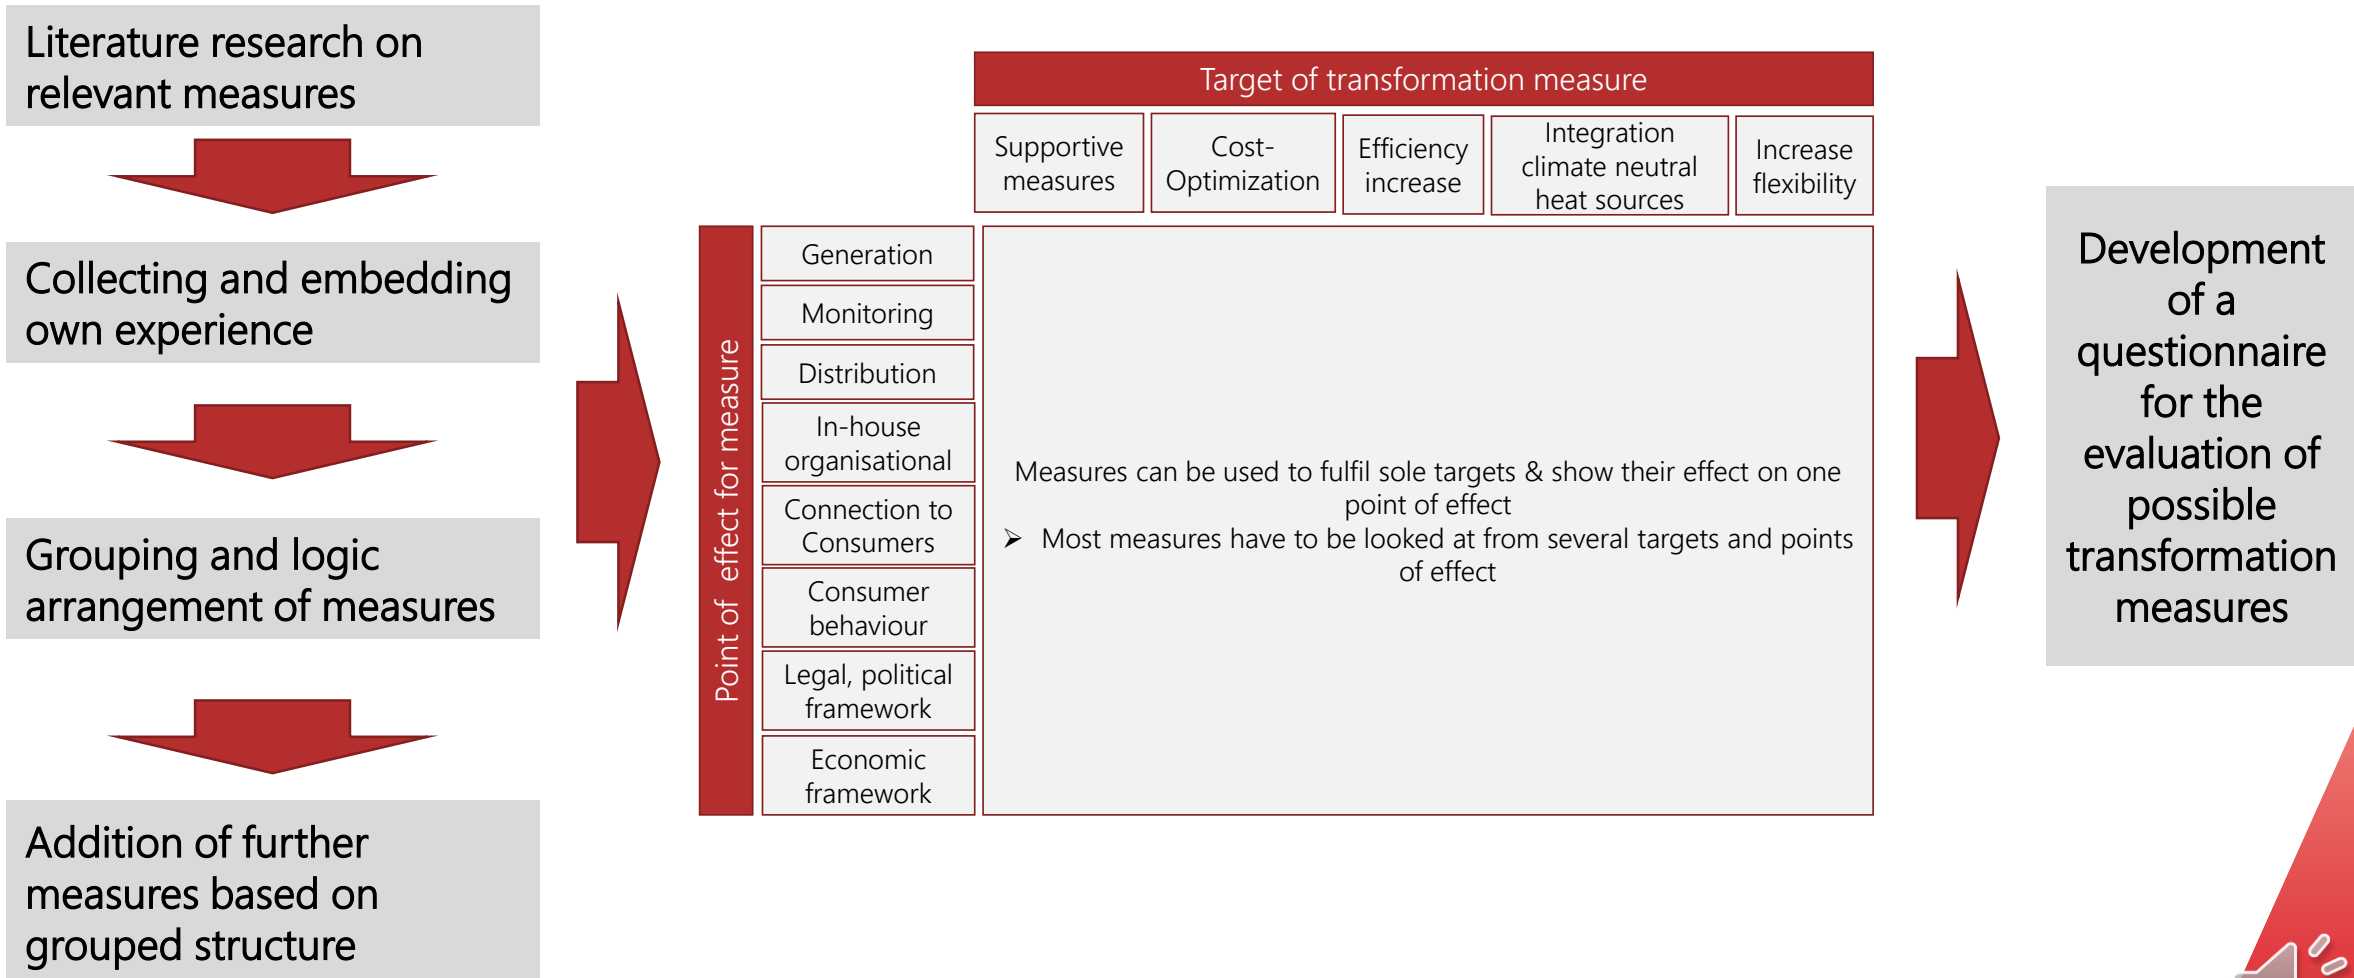 Literature research on
relevant measures
Collecting and embedding
own experience
Grouping and logic
arrangement of measures
Addition of further
measures based on
grouped structure
Target of transformation measure
Supportive
measures
Cost-
Optimization
Efficiency
increase
Integration
climate neutral
heat sources
Increase
flexibility
Point of effect for measure
Generation
Monitoring
Distribution
In-house
organisational
Connection to
Consumers
Consumer
behaviour
Legal, political
framework
Economic
framework
Measures can be used to fulfil sole targets & show their effect on one
point of effect
➢ Most measures have to be looked at from several targets and points
of effect
Development
of a
questionnaire
for the
evaluation of
possible
transformation
measures